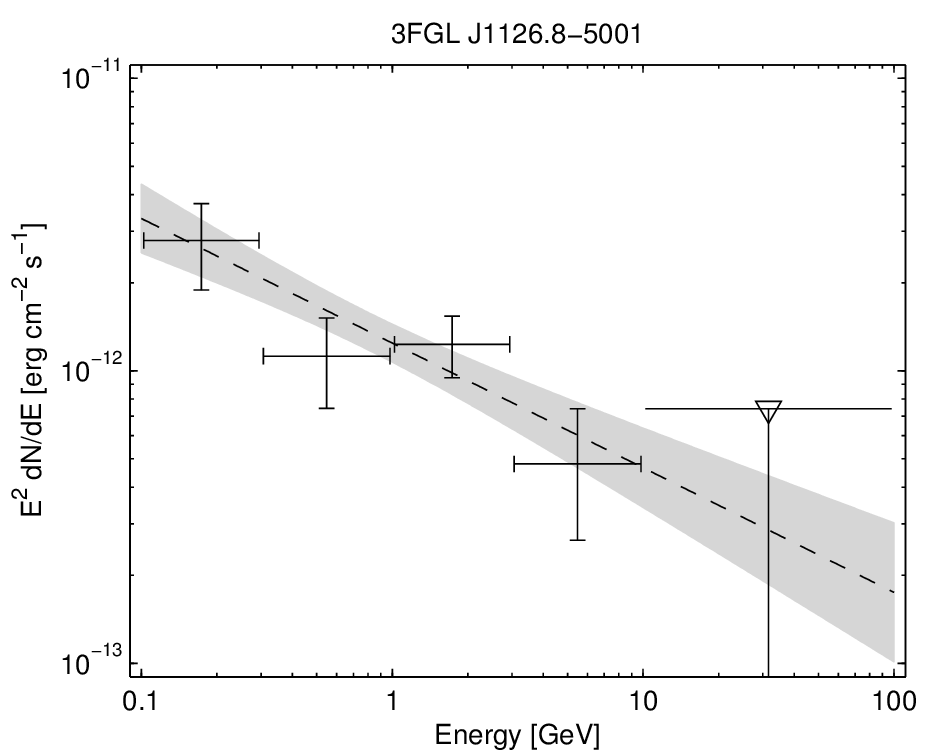 3FGL J1126.8−5001
10⁻¹¹
10⁻¹²
10⁻¹³
E² dN/dE [erg cm⁻² s⁻¹]
0.1 1 10 100
Energy [GeV]